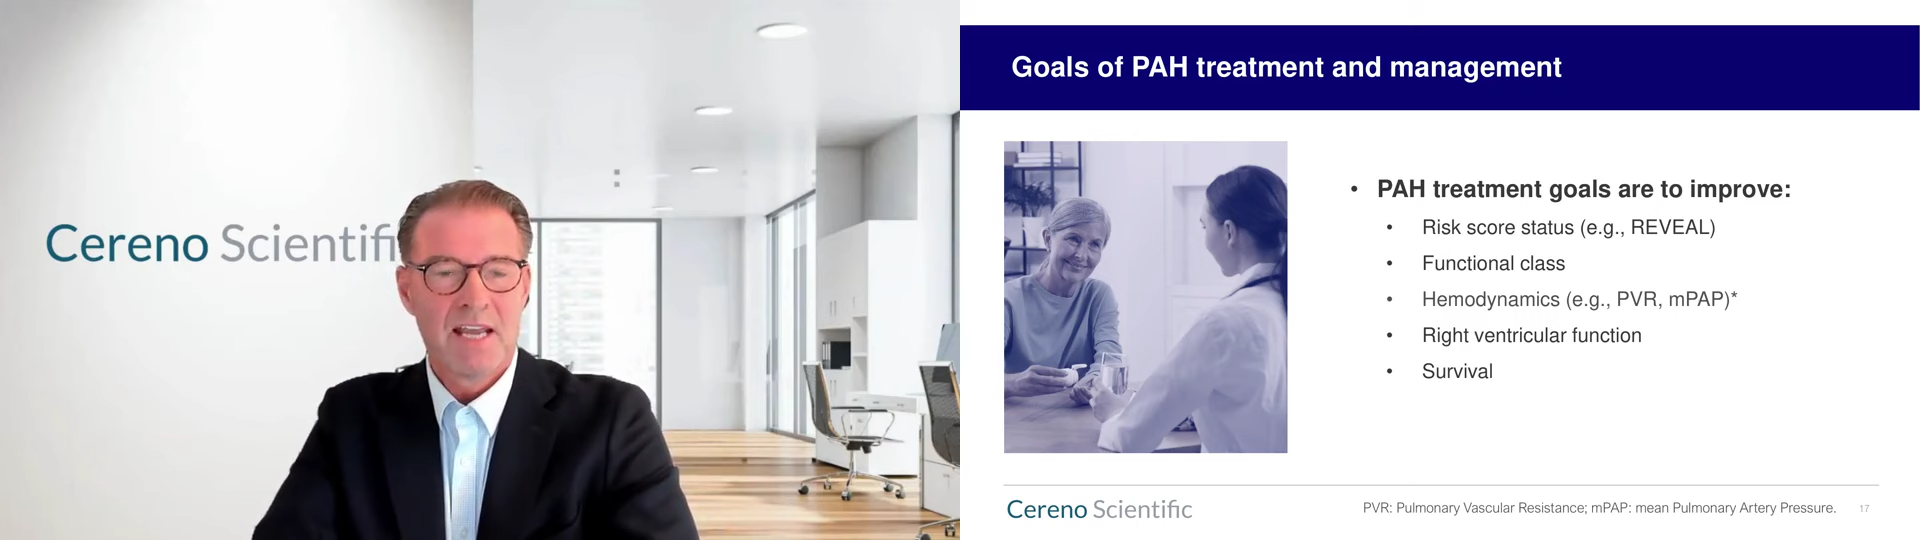 Cereno Scientifi
Goals of PAH treatment and management
• PAH treatment goals are to improve:
• Risk score status (e.g., REVEAL)
• Functional class
• Hemodynamics (e.g., PVR, mPAP)*
• Right ventricular function
• Survival
Cereno Scientific
PVR: Pulmonary Vascular Resistance; mPAP: mean Pulmonary Artery Pressure.
17